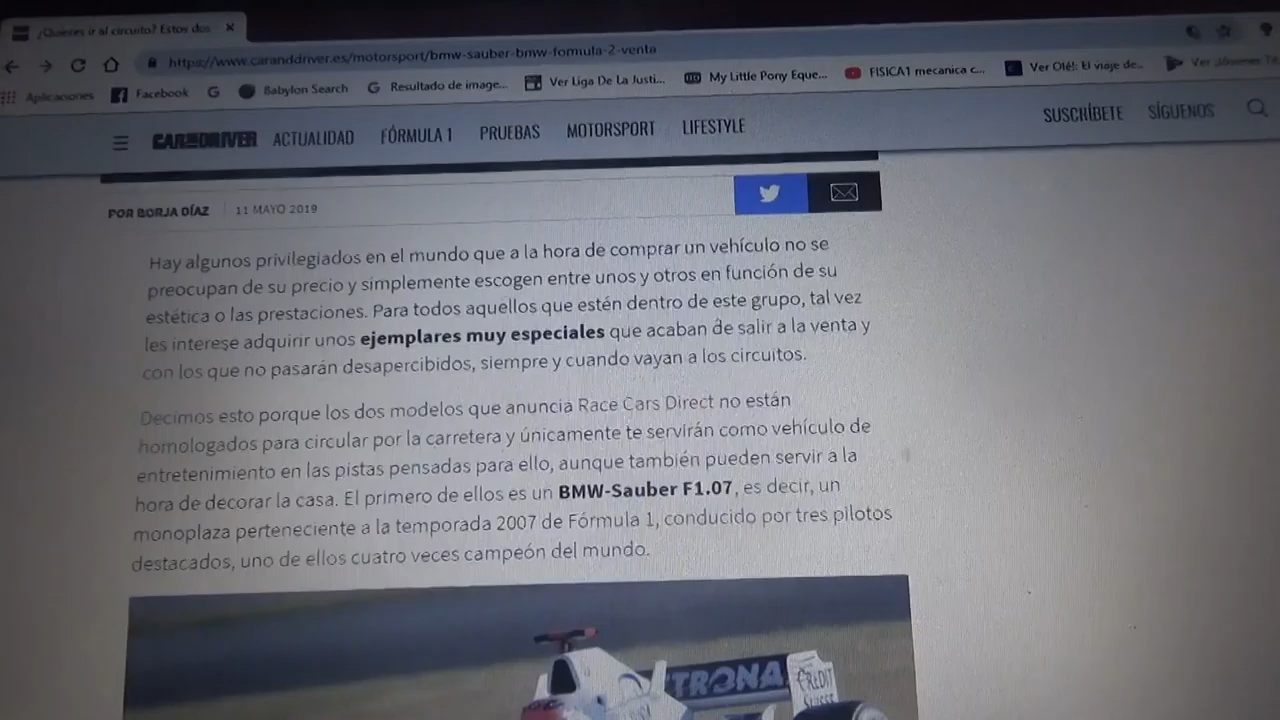 ¿Quieres ir al circuito? Estos dos
https://www.caranddriver.es/motorsport/bmw-sauber-bmw-formula-2-venta
Aplicaciones Facebook Babylon Search Resultado de image... Ver Liga De La Justi... My Little Pony Eque... FISICA1 mecanica c... Ver Olé!: El viaje de... Ver Jóvenes
CAR AND DRIVER ACTUALIDAD FÓRMULA 1 PRUEBAS MOTORSPORT LIFESTYLE SUSCRÍBETE SÍGUENOS
POR BORJA DÍAZ 11 MAYO 2019
Hay algunos privilegiados en el mundo que a la hora de comprar un vehículo no se
preocupan de su precio y simplemente escogen entre unos y otros en función de su
estética o las prestaciones. Para todos aquellos que estén dentro de este grupo, tal vez
les interese adquirir unos ejemplares muy especiales que acaban de salir a la venta y
con los que no pasarán desapercibidos, siempre y cuando vayan a los circuitos.
Decimos esto porque los dos modelos que anuncia Race Cars Direct no están
homologados para circular por la carretera y únicamente te servirán como vehículo de
entretenimiento en las pistas pensadas para ello, aunque también pueden servir a la
hora de decorar la casa. El primero de ellos es un BMW-Sauber F1.07, es decir, un
monoplaza perteneciente a la temporada 2007 de Fórmula 1, conducido por tres pilotos
destacados, uno de ellos cuatro veces campeón del mundo.
TRONA
CREDIT
SUISSE